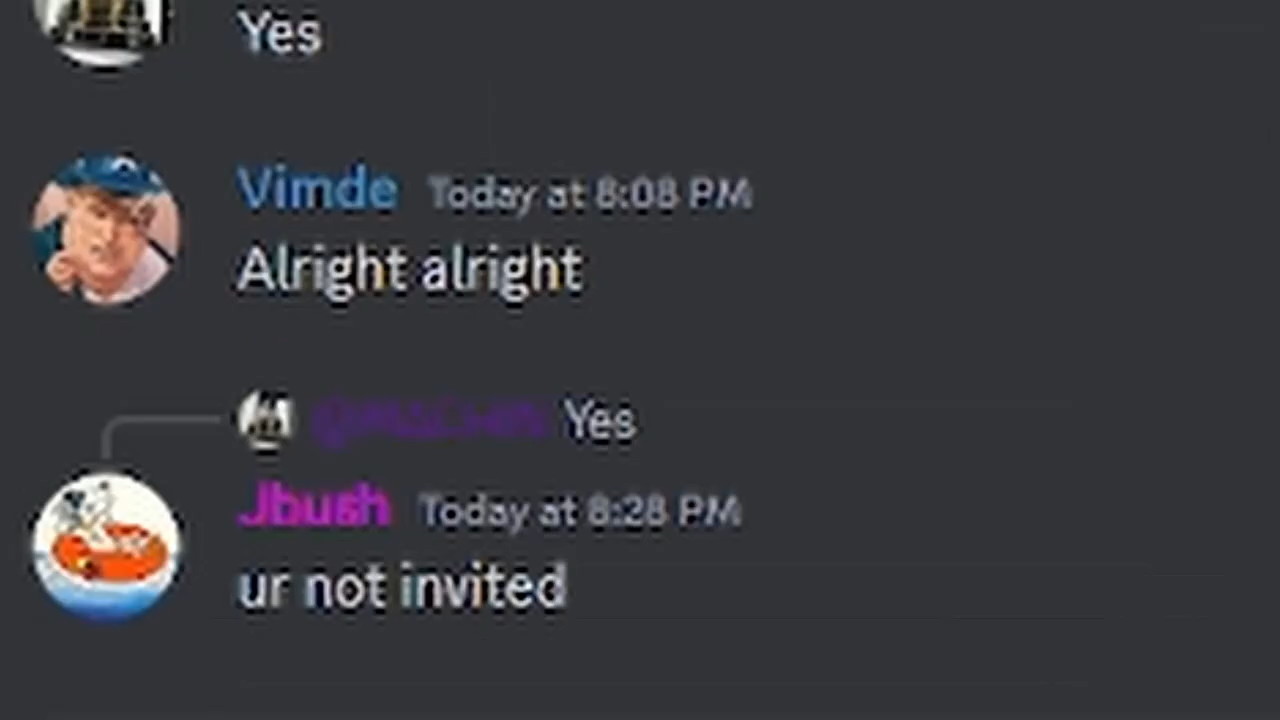 Yes
Vimde Today at 8:08 PM
Alright alright
Yes
Jbush Today at 8:28 PM
ur not invited